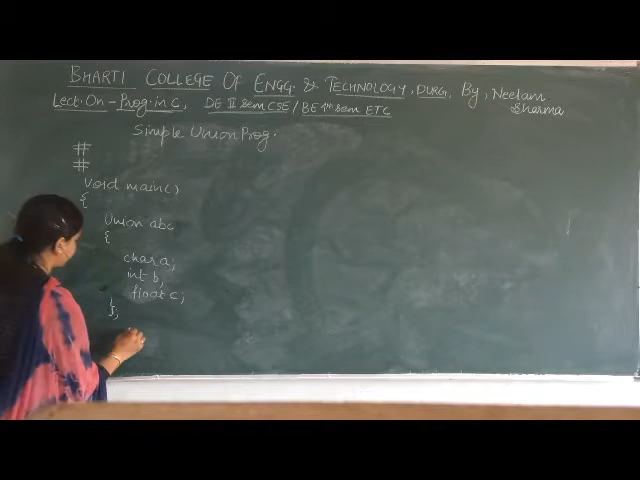 BHARTI COLLEGE OF ENGG. & TECHNOLOGY, DURG, By, Neelam Sharma
Lect. On - Prog. in C, DE II sem CSE / BE 4th sem ETC
Simple Union Prog.
#
#
void main()
{
Union abc
{
char a;
int b;
float c;
};